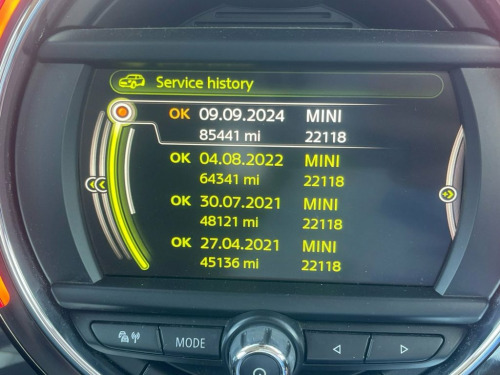 Service history
OK 09.09.2024 MINI
85441 mi 22118
OK 04.08.2022 MINI
64341 mi 22118
OK 30.07.2021 MINI
48121 mi 22118
OK 27.04.2021 MINI
45136 mi 22118
MODE